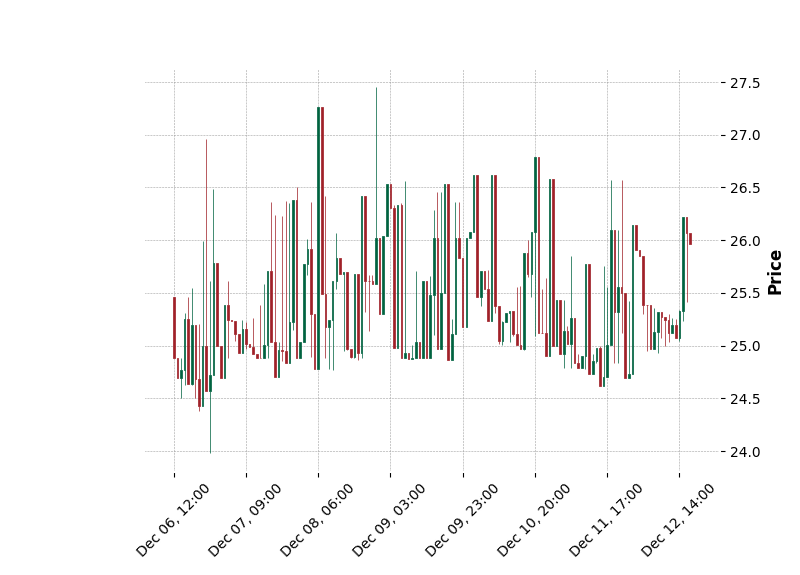 27.5
27.0
26.5
26.0
25.5
25.0
24.5
24.0
Price
Dec 06, 12:00
Dec 07, 09:00
Dec 08, 06:00
Dec 09, 03:00
Dec 09, 23:00
Dec 10, 20:00
Dec 11, 17:00
Dec 12, 14:00